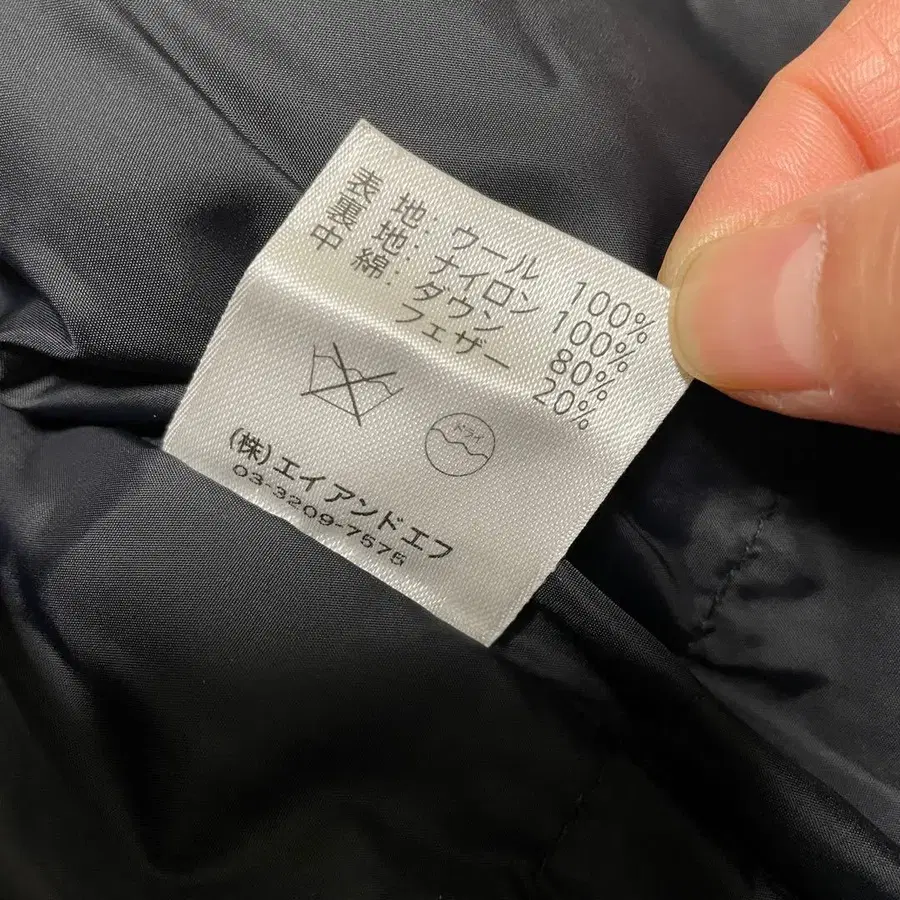 表 地: ウール 100%
裏 地: ナイロン 100%
中 綿: ダウン 80%
フェザー 20%
ドライ
(株)エイアンドエフ
03-3209-7575